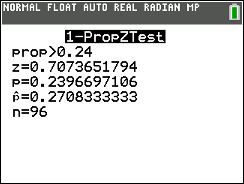 NORMAL FLOAT AUTO REAL RADIAN MP
1-PropZTest
prop>0.24
z=0.7073651794
p=0.2396697106
p̂=0.2708333333
n=96